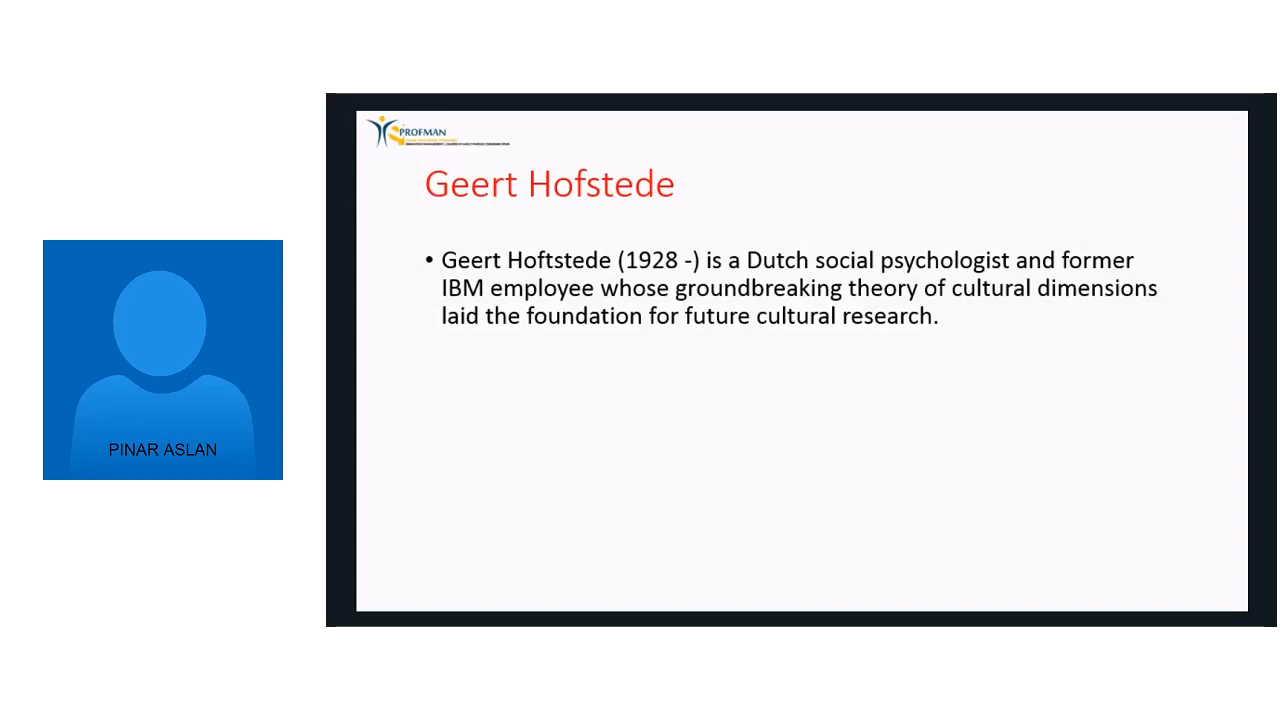 PROFMAN
Geert Hofstede
• Geert Hoftstede (1928 -) is a Dutch social psychologist and former
IBM employee whose groundbreaking theory of cultural dimensions
laid the foundation for future cultural research.
PINAR ASLAN